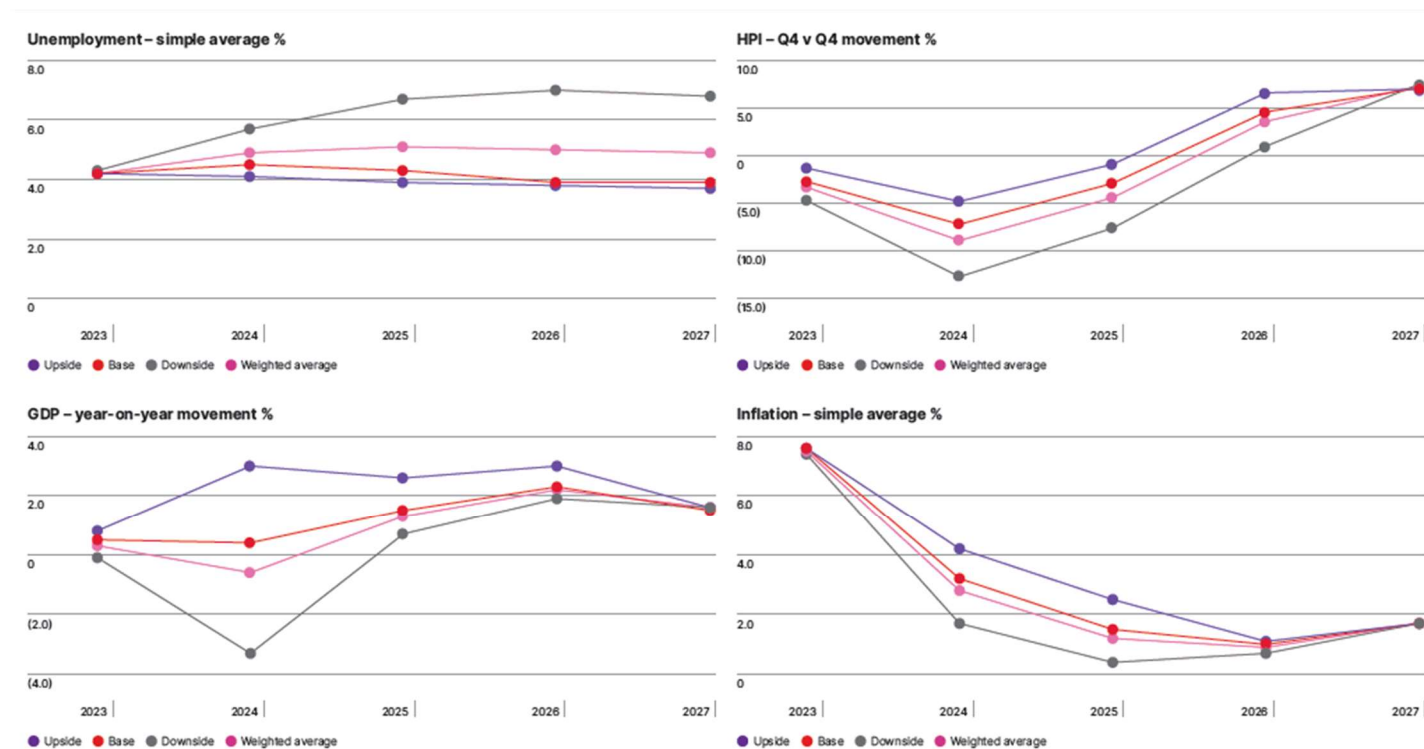 Unemployment – simple average %
8.0
6.0
4.0
2.0
0
2023 2024 2025 2026 2027
Upside Base Downside Weighted average
HPI – Q4 v Q4 movement %
10.0
5.0
0
(5.0)
(10.0)
(15.0)
2023 2024 2025 2026 2027
Upside Base Downside Weighted average
GDP – year-on-year movement %
4.0
2.0
0
(2.0)
(4.0)
2023 2024 2025 2026 2027
Upside Base Downside Weighted average
Inflation – simple average %
8.0
6.0
4.0
2.0
0
2023 2024 2025 2026 2027
Upside Base Downside Weighted average